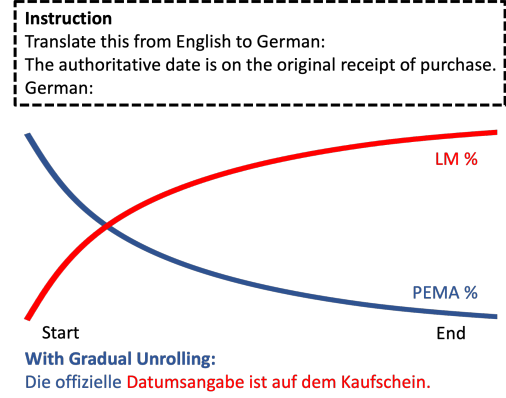 Instruction
Translate this from English to German:
The authoritative date is on the original receipt of purchase.
German:
LM %
PEMA %
Start
End
With Gradual Unrolling:
Die offizielle Datumsangabe ist auf dem Kaufschein.